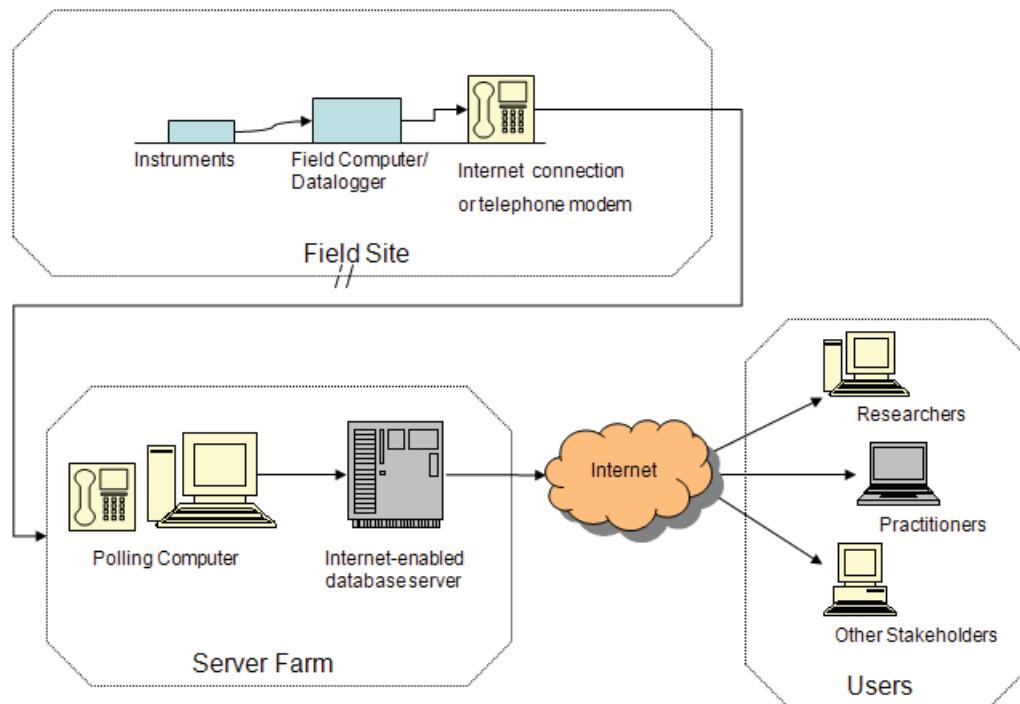 Instruments
Field Computer/
Datalogger
Internet connection
or telephone modem
Field Site
Polling Computer
Internet-enabled
database server
Server Farm
Internet
Researchers
Practitioners
Other Stakeholders
Users